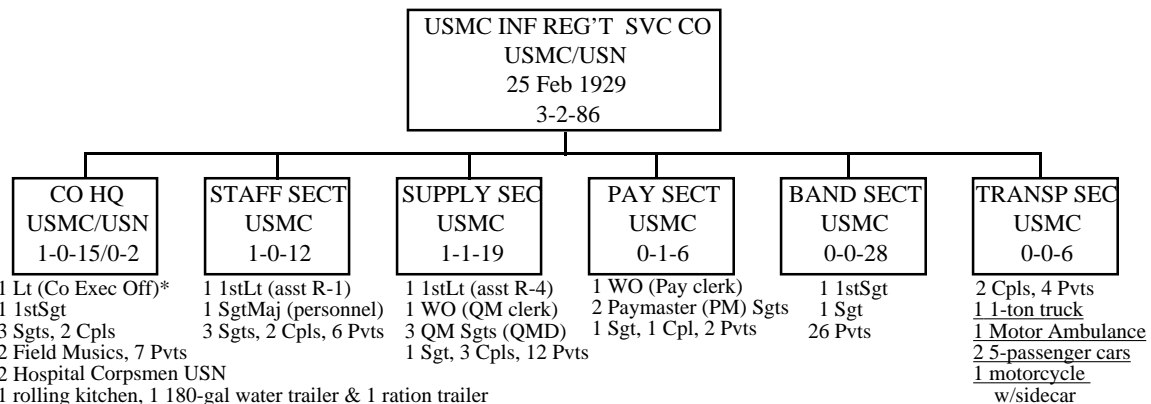 USMC INF REG'T SVC CO
USMC/USN
25 Feb 1929
3-2-86
CO HQ
USMC/USN
1-0-15/0-2
1 Lt (Co Exec Off)*
1 1stSgt
3 Sgts, 2 Cpls
2 Field Musics, 7 Pvts
2 Hospital Corpsmen USN
1 rolling kitchen, 1 180-gal water trailer & 1 ration trailer
STAFF SECT
USMC
1-0-12
1 1stLt (asst R-1)
1 SgtMaj (personnel)
3 Sgts, 2 Cpls, 6 Pvts
SUPPLY SEC
USMC
1-1-19
1 1stLt (asst R-4)
1 WO (QM clerk)
3 QM Sgts (QMD)
1 Sgt, 3 Cpls, 12 Pvts
PAY SECT
USMC
0-1-6
1 WO (Pay clerk)
2 Paymaster (PM) Sgts
1 Sgt, 1 Cpl, 2 Pvts
BAND SECT
USMC
0-0-28
1 1stSgt
1 Sgt
26 Pvts
TRANSP SEC
USMC
0-0-6
2 Cpls, 4 Pvts
1 1-ton truck
1 Motor Ambulance
2 5-passenger cars
1 motorcycle
w/sidecar